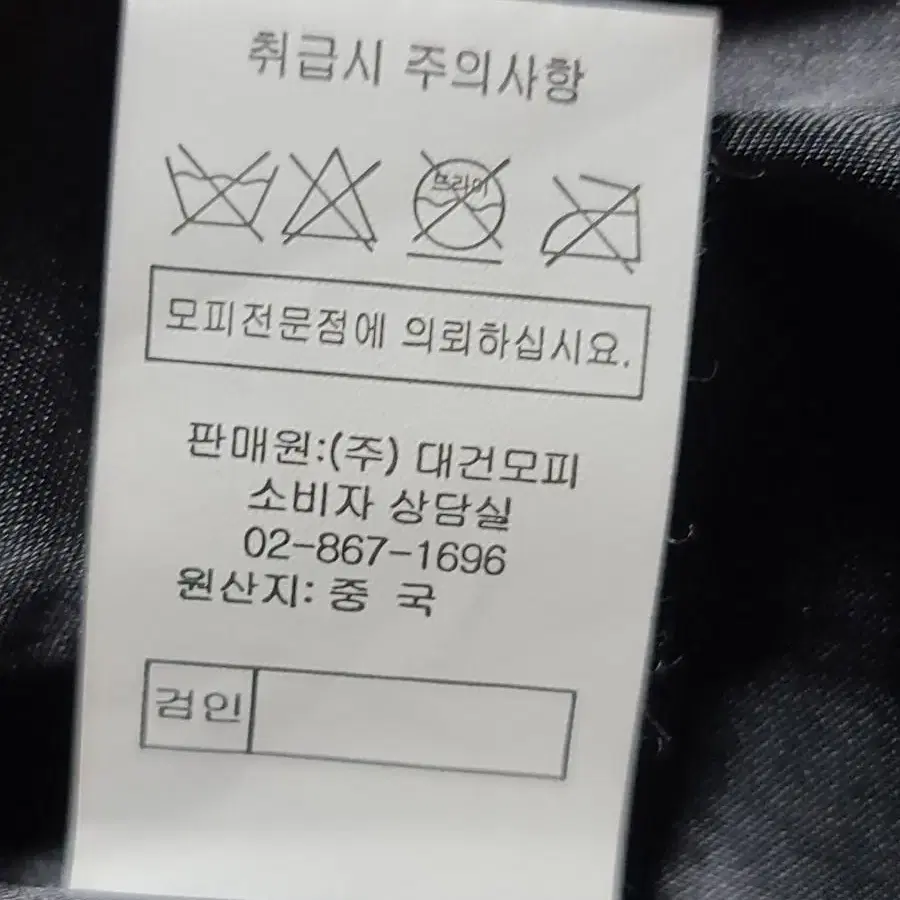 취급시 주의사항
드라이
모피전문점에 의뢰하십시요.
판매원:(주) 대건모피
소비자 상담실
02-867-1696
원산지: 중 국
검인